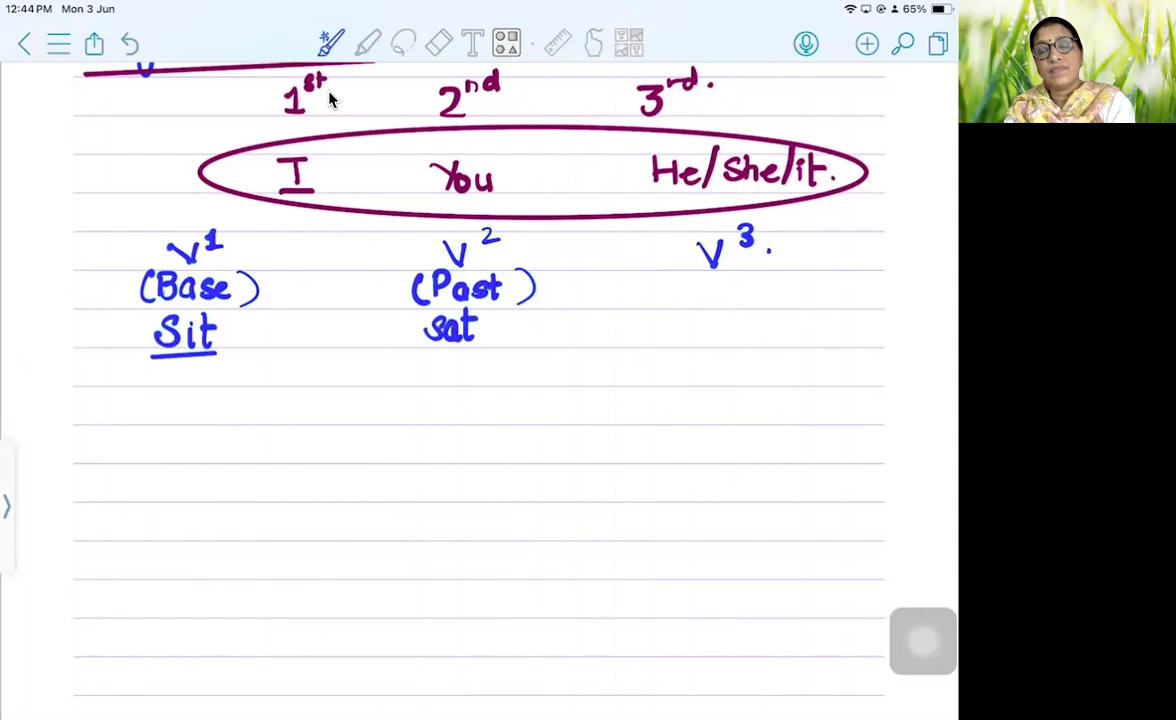 12:44 PM Mon 3 Jun 65%
1st 2nd 3rd.
I You He/She/it.
V1 V2 V3.
(Base) (Past)
Sit sat